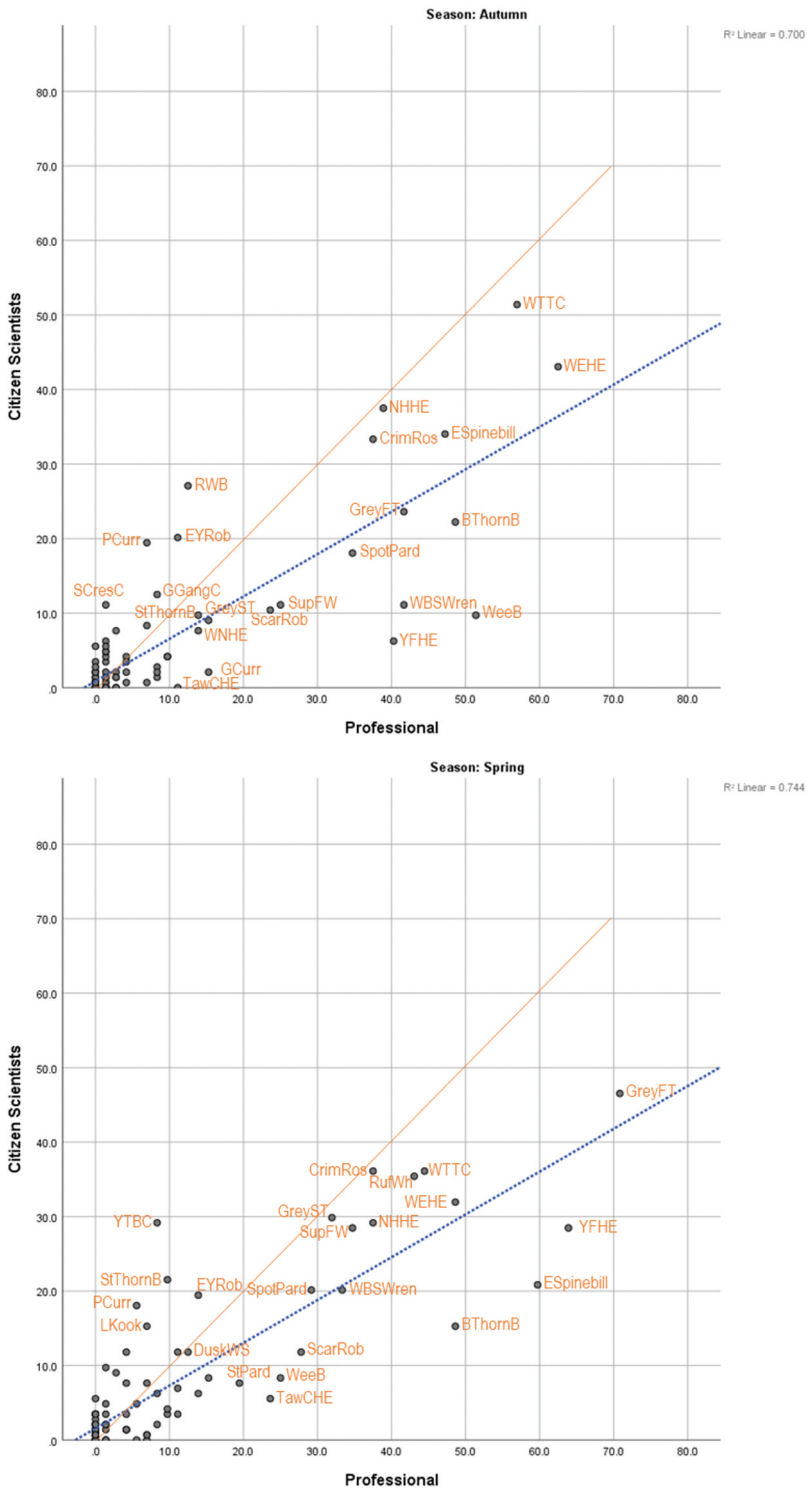 Season: Autumn
R² Linear = 0.700
80.0
70.0
60.0
50.0
40.0
30.0
20.0
10.0
.0
Citizen Scientists
WTTC
WEHE
NHHE
CrimRos
ESpinebill
RWB
GreyFT
BThornB
EYRob
PCurr
SpotPard
SCresC
GGangC
StThornB
GreyST
SupFW
ScarRob
WBSWren
WeeB
WNHE
YFHE
GCurr
TawCHE
.0 10.0 20.0 30.0 40.0 50.0 60.0 70.0 80.0
Professional
Season: Spring
R² Linear = 0.744
80.0
70.0
60.0
50.0
40.0
30.0
20.0
10.0
.0
Citizen Scientists
GreyFT
CrimRos
WTTC
RufWh
WEHE
GreyST
NHHE
YTBC
SupFW
YFHE
StThornB
EYRob
SpotPard
WBSWren
ESpinebill
PCurr
LKook
BThornB
DuskWS
ScarRob
StPard
WeeB
TawCHE
.0 10.0 20.0 30.0 40.0 50.0 60.0 70.0 80.0
Professional